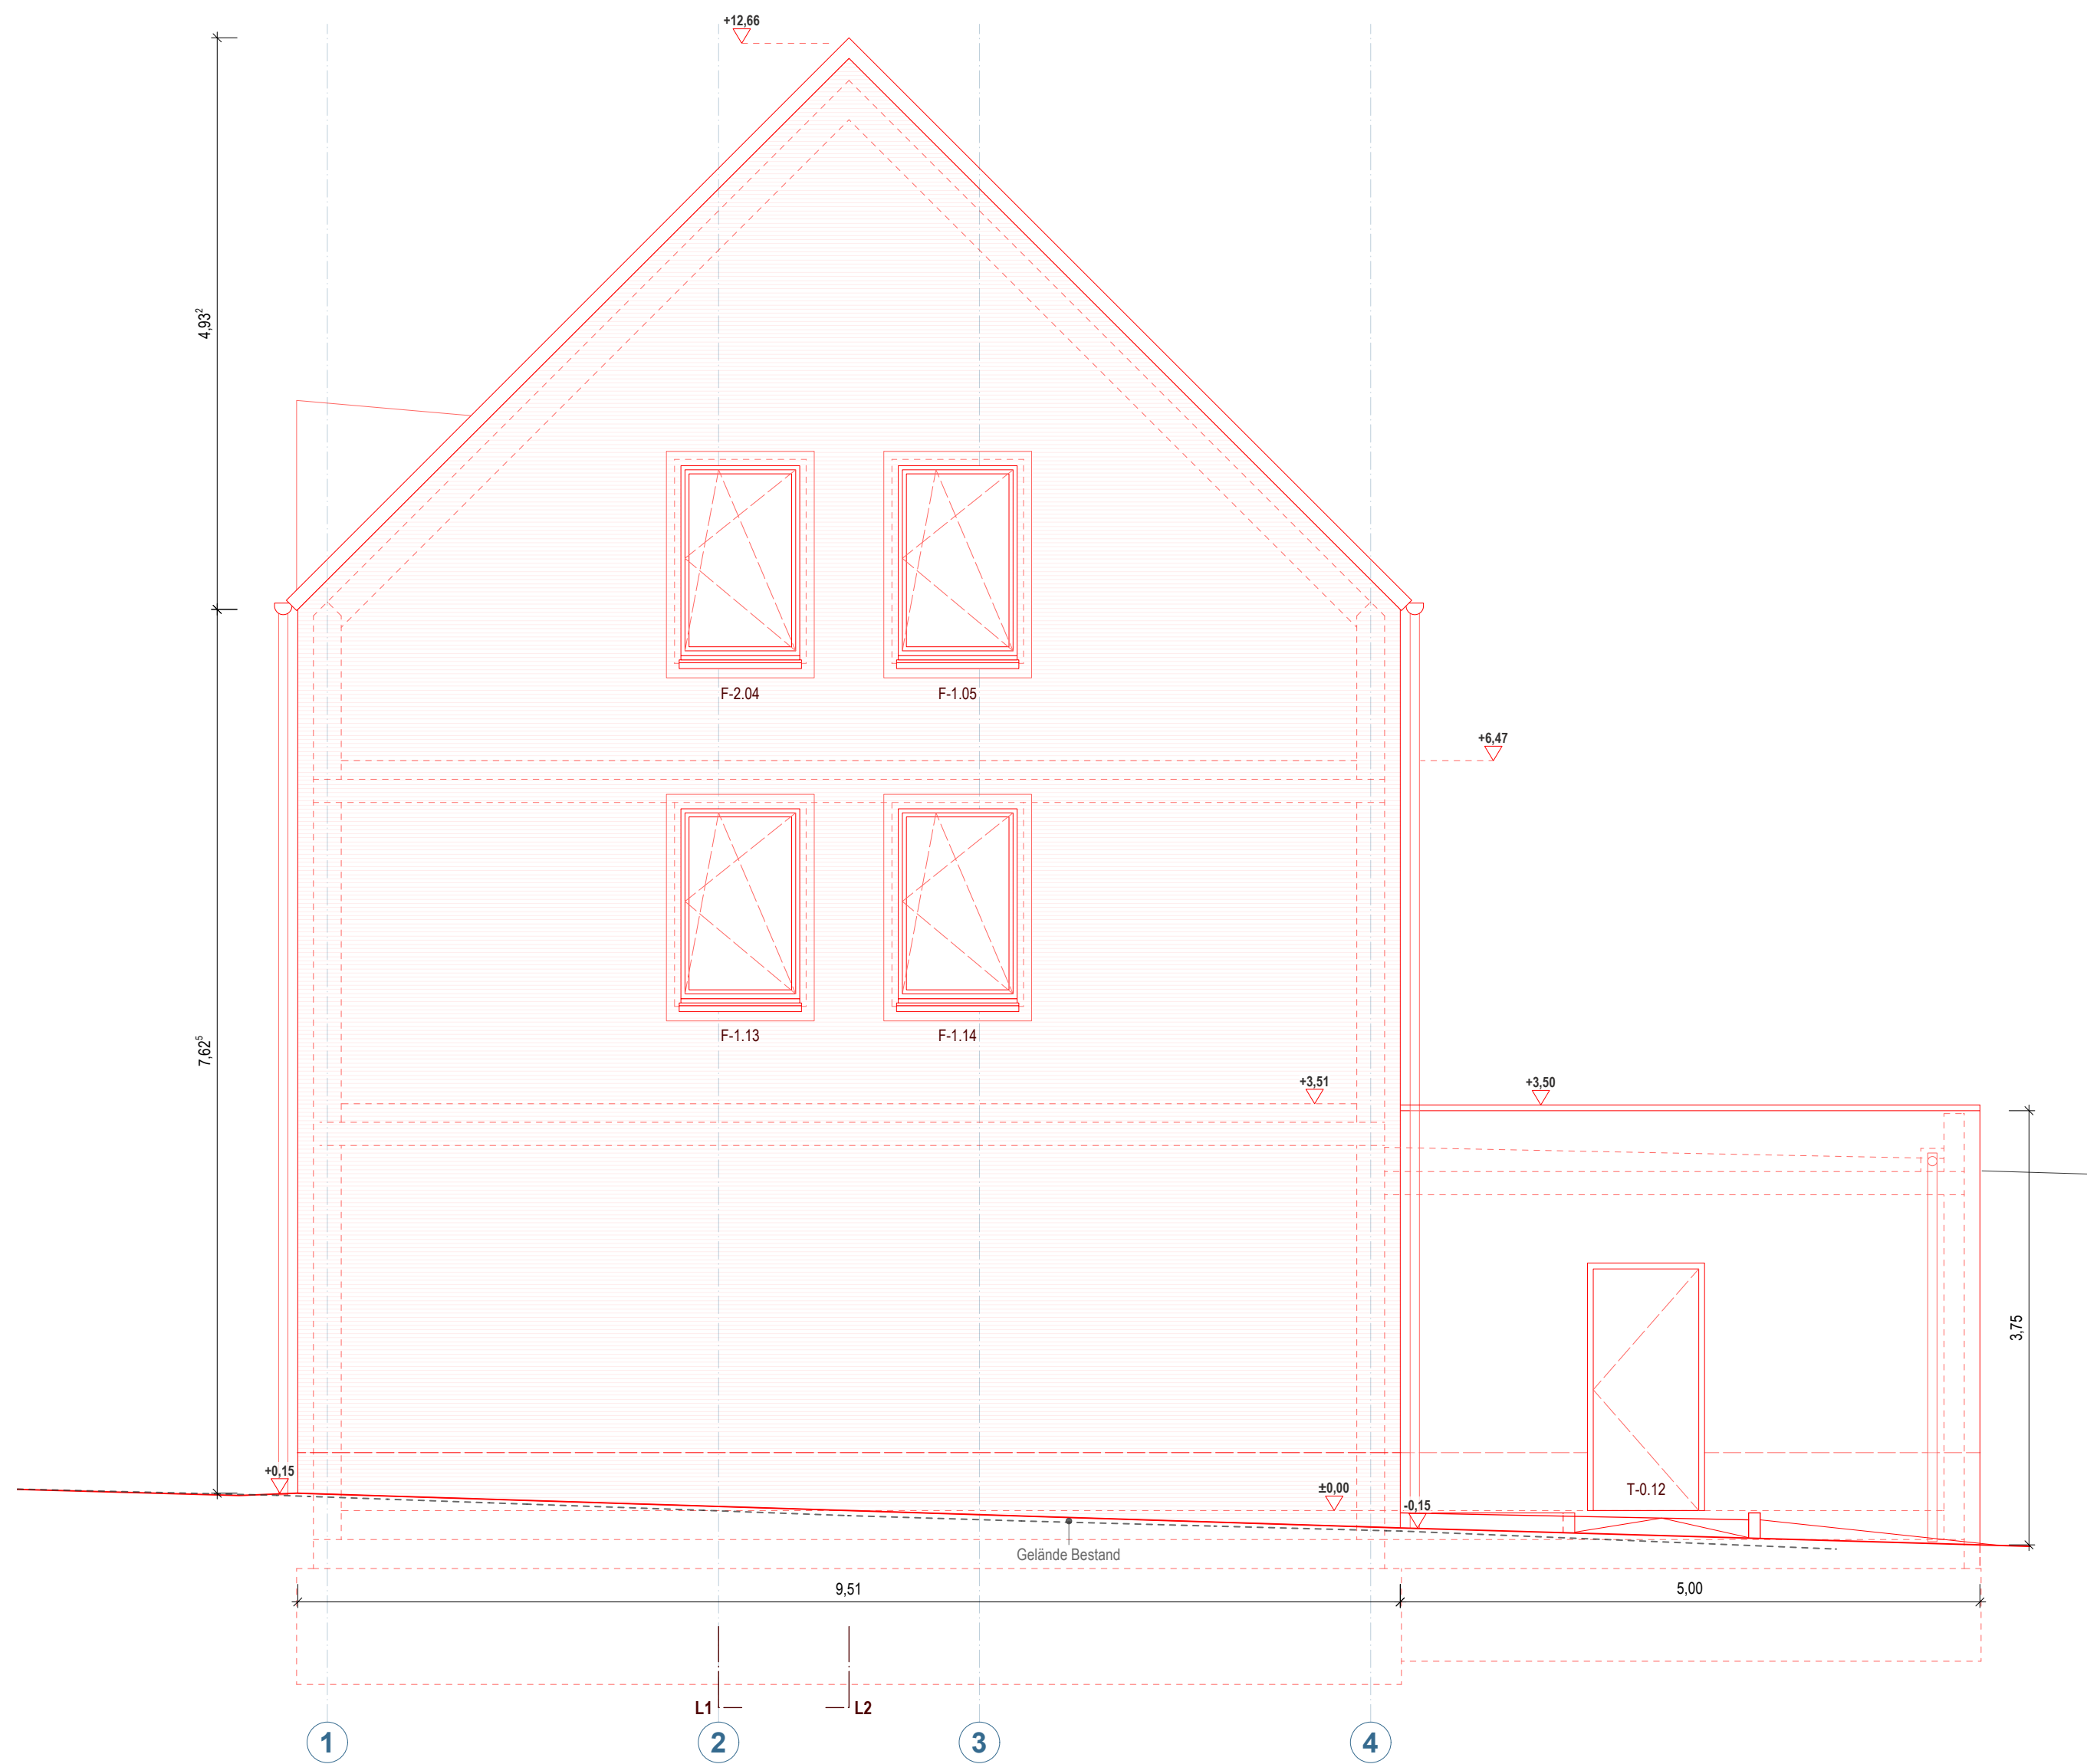 +12,66
4,93²
F-2.04
F-1.05
+6,47
F-1.13
F-1.14
7,62⁵
+3,51
+3,50
3,75
+0,15
±0,00
-0,15
T-0.12
Gelände Bestand
9,51
5,00
L1
L2
1
2
3
4